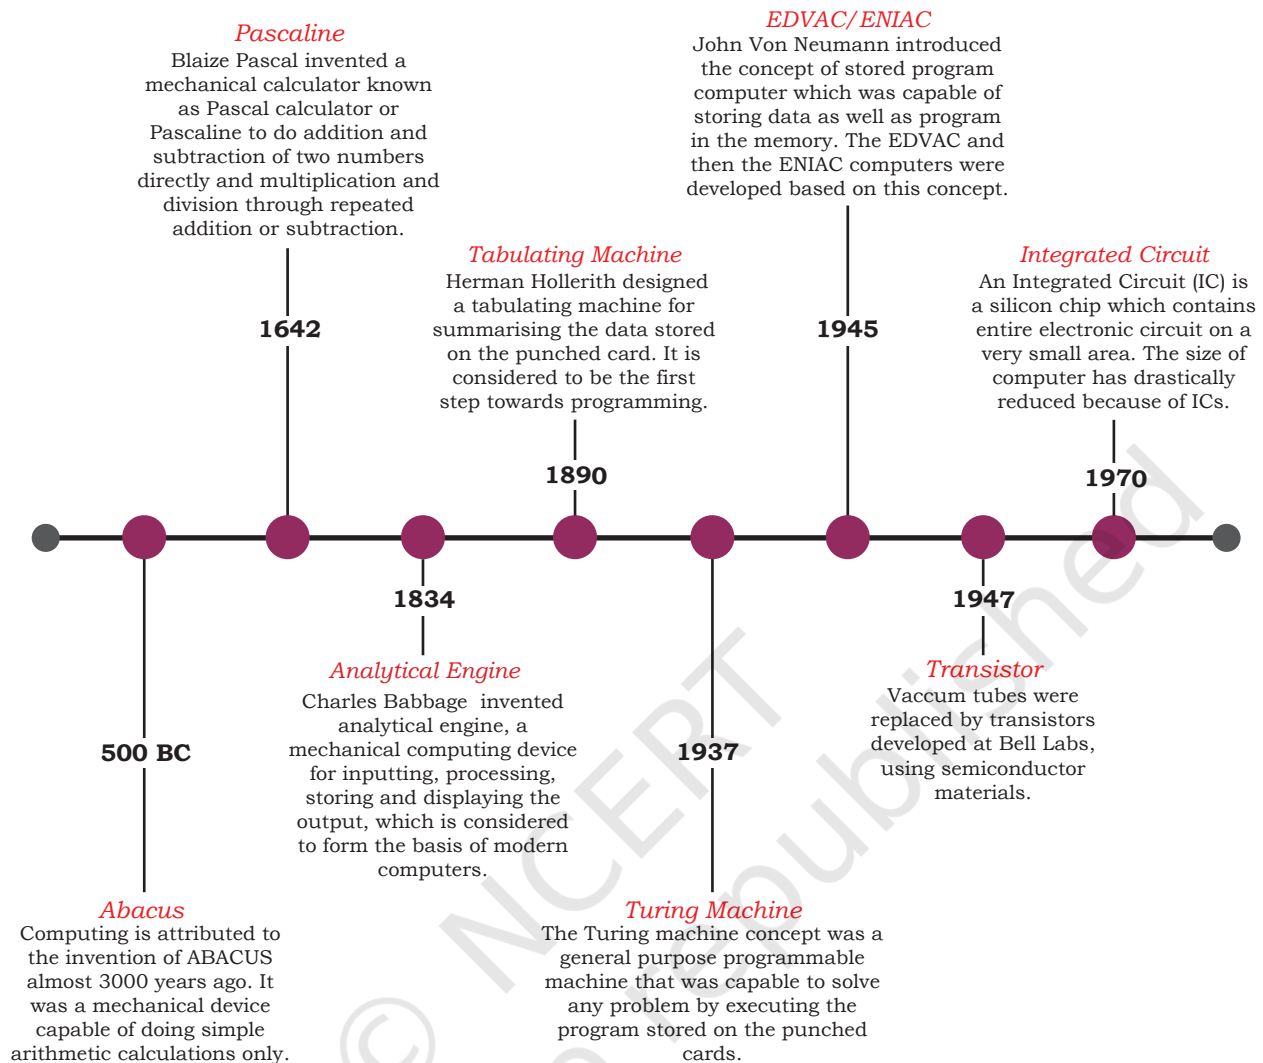 Pascaline
Blaize Pascal invented a
mechanical calculator known
as Pascal calculator or
Pascaline to do addition and
subtraction of two numbers
directly and multiplication and
division through repeated
addition or subtraction.
1642
EDVAC/ENIAC
John Von Neumann introduced
the concept of stored program
computer which was capable of
storing data as well as program
in the memory. The EDVAC and
then the ENIAC computers were
developed based on this concept.
1945
Tabulating Machine
Herman Hollerith designed
a tabulating machine for
summarising the data stored
on the punched card. It is
considered to be the first
step towards programming.
1890
Integrated Circuit
An Integrated Circuit (IC) is
a silicon chip which contains
entire electronic circuit on a
very small area. The size of
computer has drastically
reduced because of ICs.
1970
500 BC
Abacus
Computing is attributed to
the invention of ABACUS
almost 3000 years ago. It
was a mechanical device
capable of doing simple
arithmetic calculations only.
1834
Analytical Engine
Charles Babbage invented
analytical engine, a
mechanical computing device
for inputting, processing,
storing and displaying the
output, which is considered
to form the basis of modern
computers.
1937
Turing Machine
The Turing machine concept was a
general purpose programmable
machine that was capable to solve
any problem by executing the
program stored on the punched
cards.
1947
Transistor
Vaccum tubes were
replaced by transistors
developed at Bell Labs,
using semiconductor
materials.
© NCERT
republished